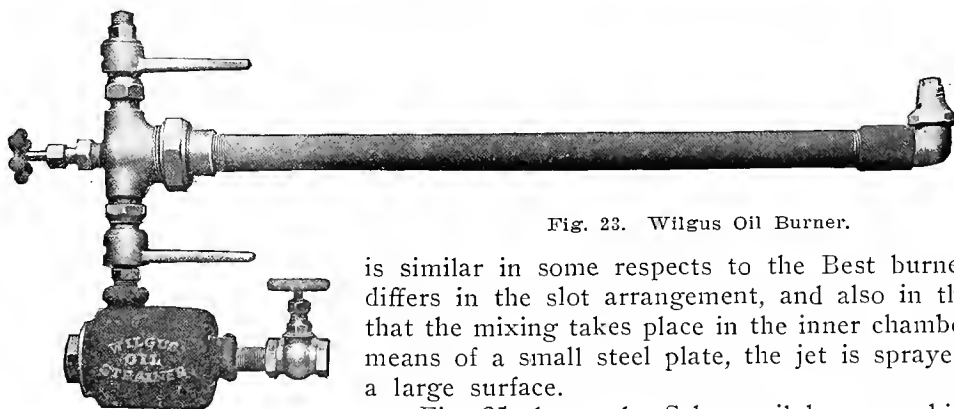 Fig. 23. Wilgus Oil Burner.
is similar in some respects to the Best burne
differs in the slot arrangement, and also in th
that the mixing takes place in the inner chambe
means of a small steel plate, the jet is spraye
a large surface.
WILGUS
OIL
STRAINER